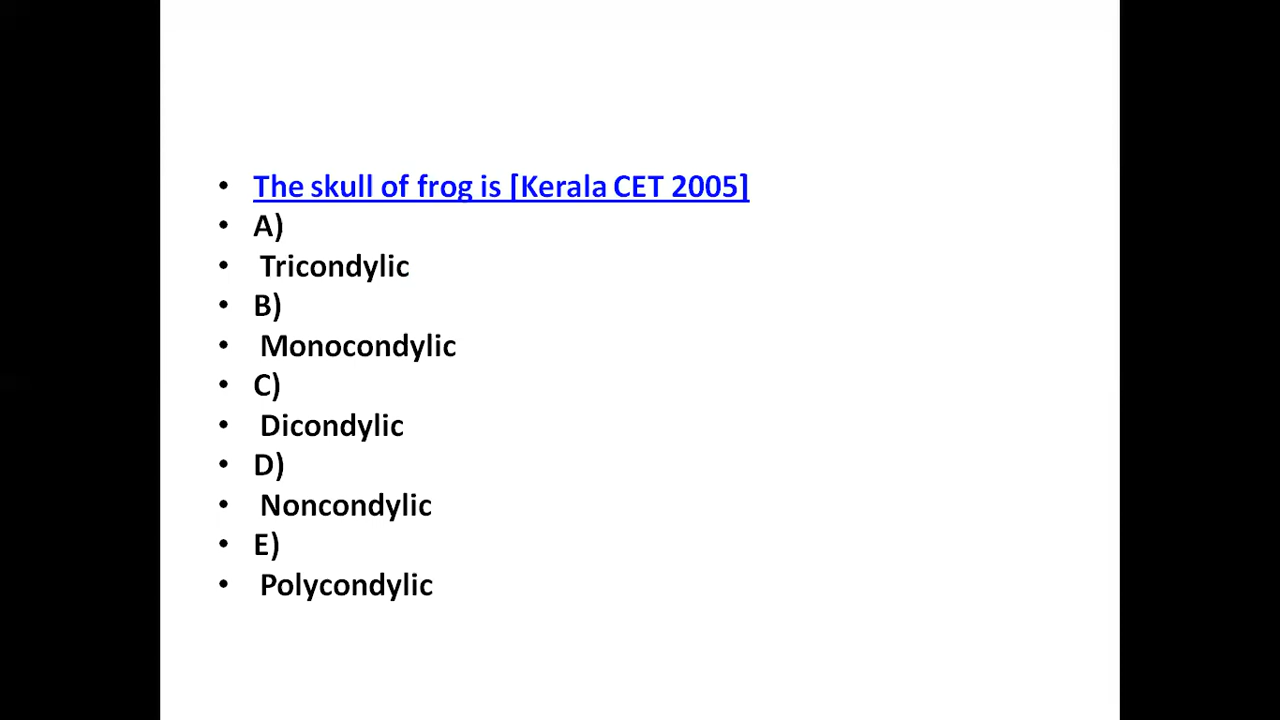 • The skull of frog is [Kerala CET 2005]
• A)
• Tricondylic
• B)
• Monocondylic
• C)
• Dicondylic
• D)
• Noncondylic
• E)
• Polycondylic